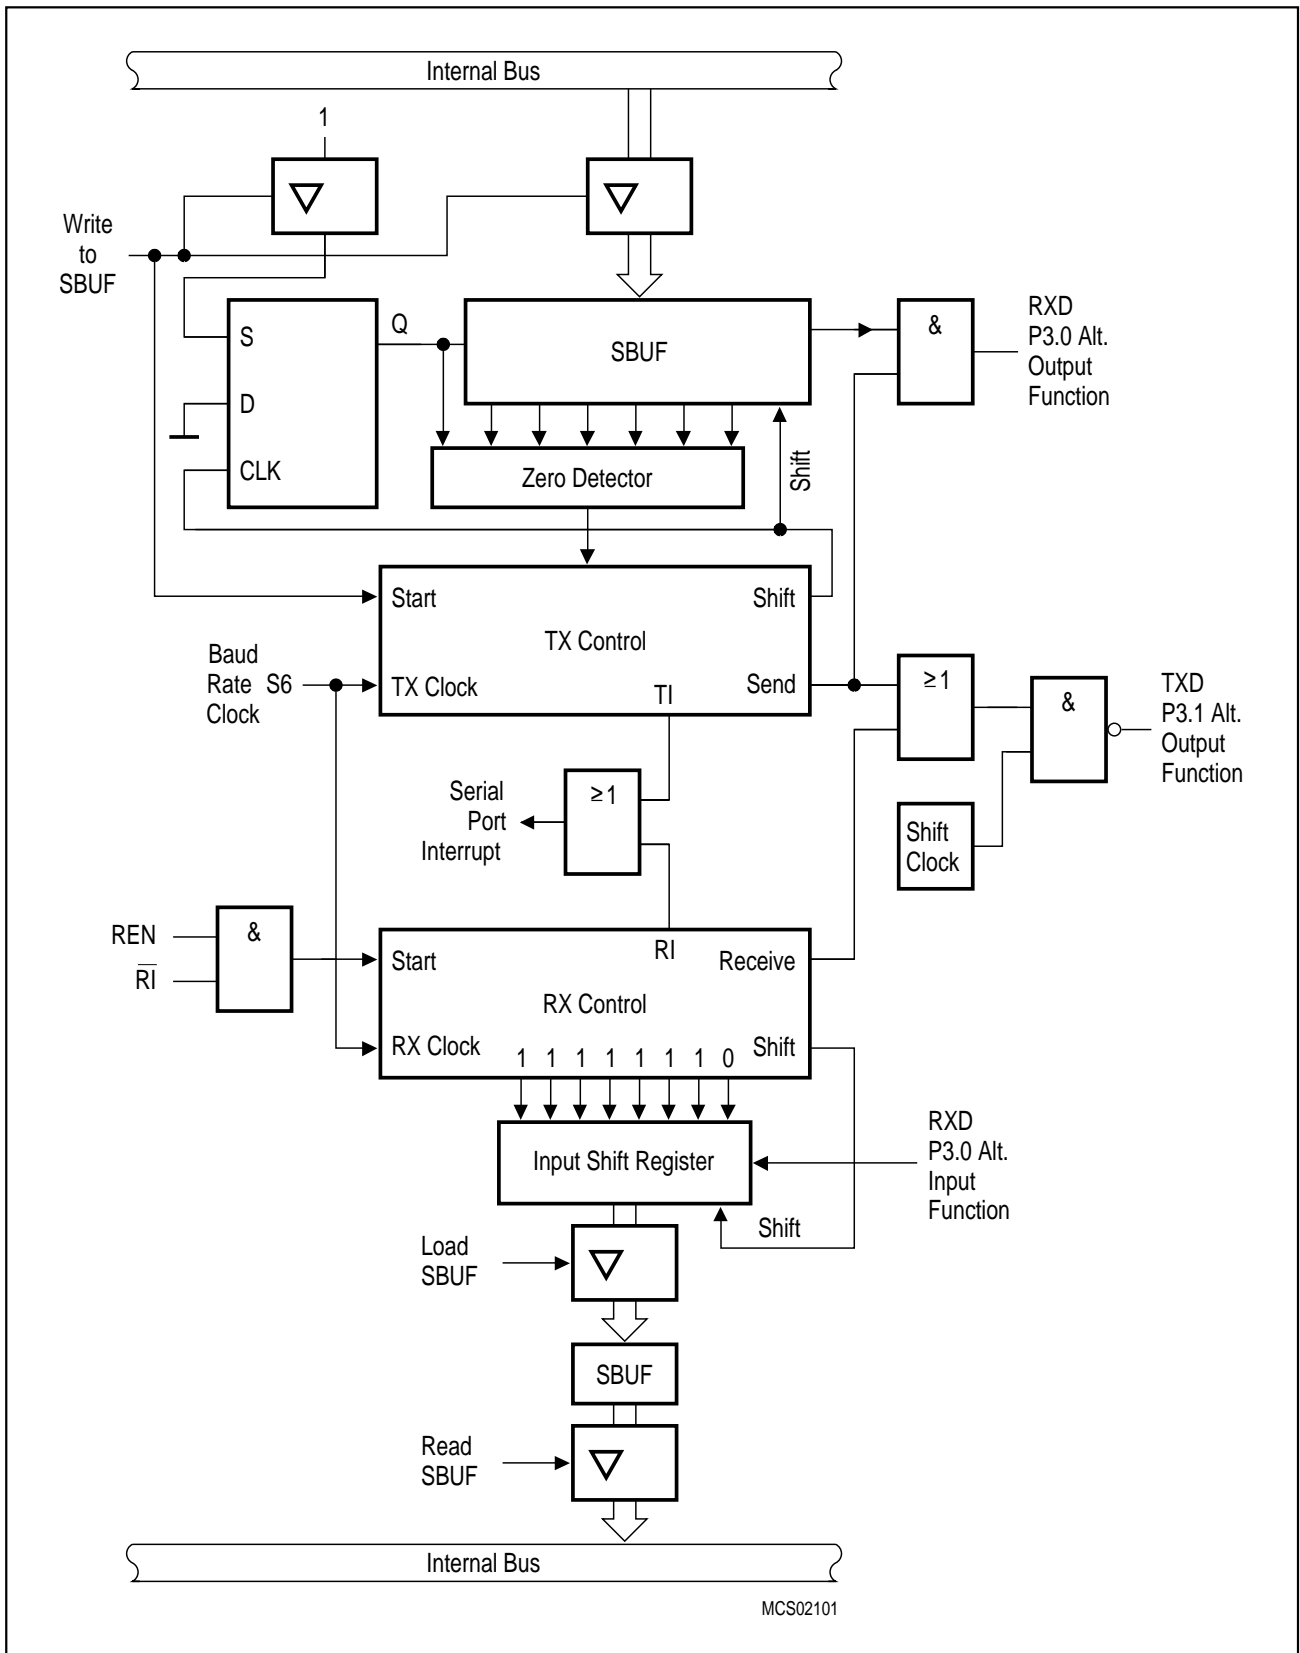 Internal Bus
1
Write
to
SBUF
S
Q
SBUF
&
RXD
P3.0 Alt.
Output
Function
D
CLK
Zero Detector
Shift
Start
Shift
TX Control
Baud
Rate S6
Clock
TX Clock
TI
Send
≥1
&
TXD
P3.1 Alt.
Output
Function
Serial
Port
Interrupt
≥1
Shift
Clock
REN
R̅I̅
&
Start
RI
Receive
RX Control
RX Clock
Shift
1 1 1 1 1 1 1 0
Input Shift Register
RXD
P3.0 Alt.
Input
Function
Shift
Load
SBUF
SBUF
Read
SBUF
Internal Bus
MCS02101